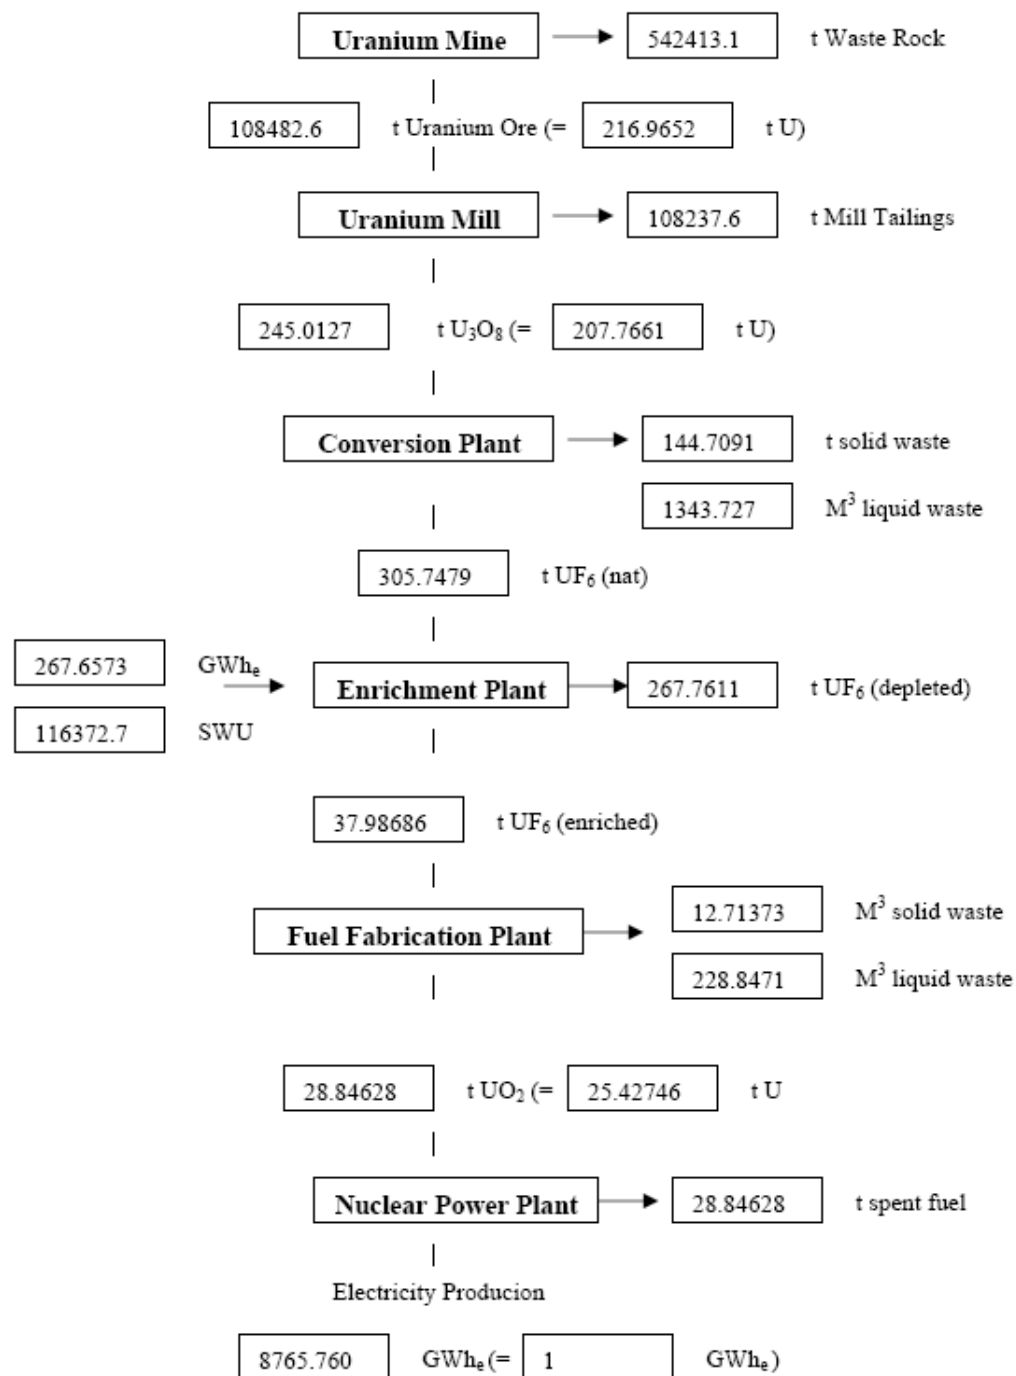 Uranium Mine 542413.1 t Waste Rock
108482.6 t Uranium Ore (= 216.9652 t U)
Uranium Mill 108237.6 t Mill Tailings
245.0127 t U₃O₈ (= 207.7661 t U)
Conversion Plant 144.7091 t solid waste
1343.727 M³ liquid waste
305.7479 t UF₆ (nat)
267.6573 GWhₑ
Enrichment Plant 267.7611 t UF₆ (depleted)
116372.7 SWU
37.98686 t UF₆ (enriched)
12.71373 M³ solid waste
Fuel Fabrication Plant
228.8471 M³ liquid waste
28.84628 t UO₂ (= 25.42746 t U
Nuclear Power Plant 28.84628 t spent fuel
Electricity Producion
8765.760 GWhₑ (= 1 GWhₑ)